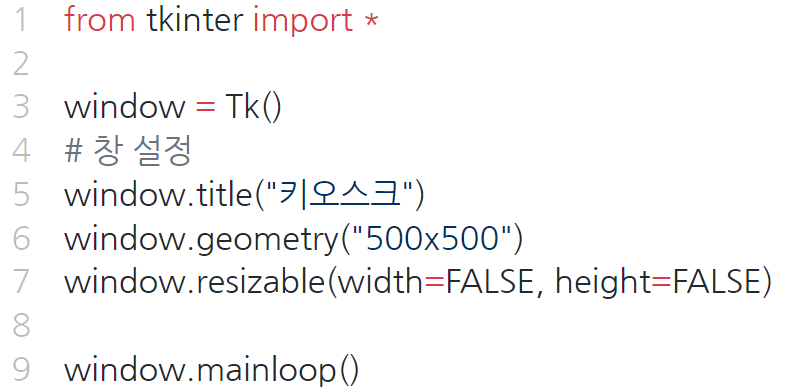 1 from tkinter import *
2
3 window = Tk()
4 # 창 설정
5 window.title("키오스크")
6 window.geometry("500x500")
7 window.resizable(width=FALSE, height=FALSE)
8
9 window.mainloop()